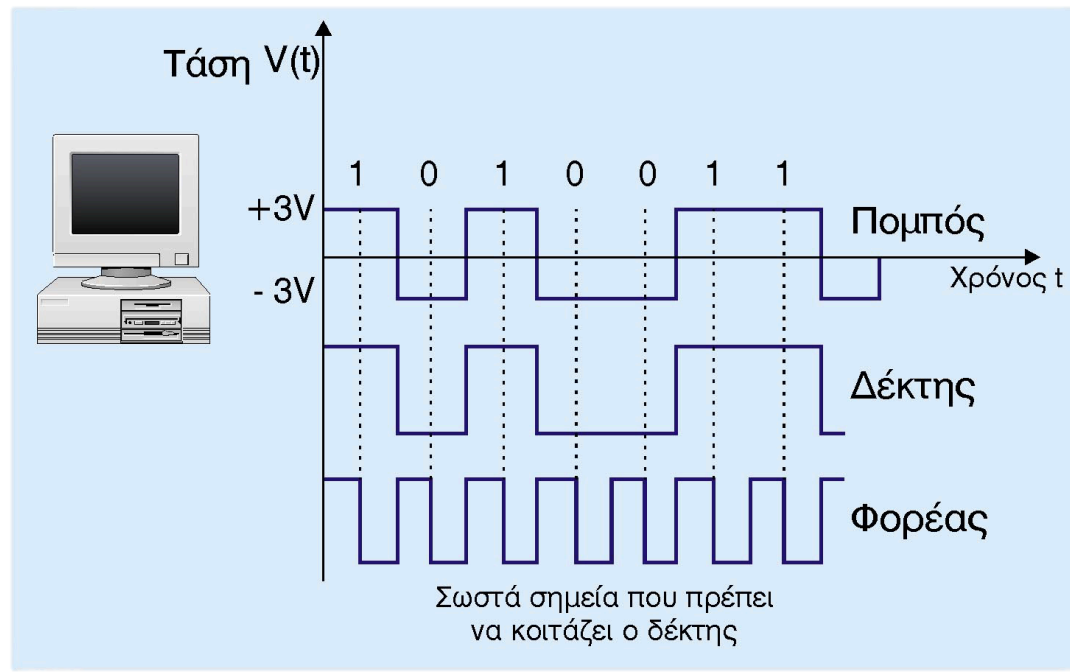 Τάση V(t)
1 0 1 0 0 1 1
+3V
Πομπός
- 3V
Χρόνος t
Δέκτης
Φορέας
Σωστά σημεία που πρέπει
να κοιτάζει ο δέκτης